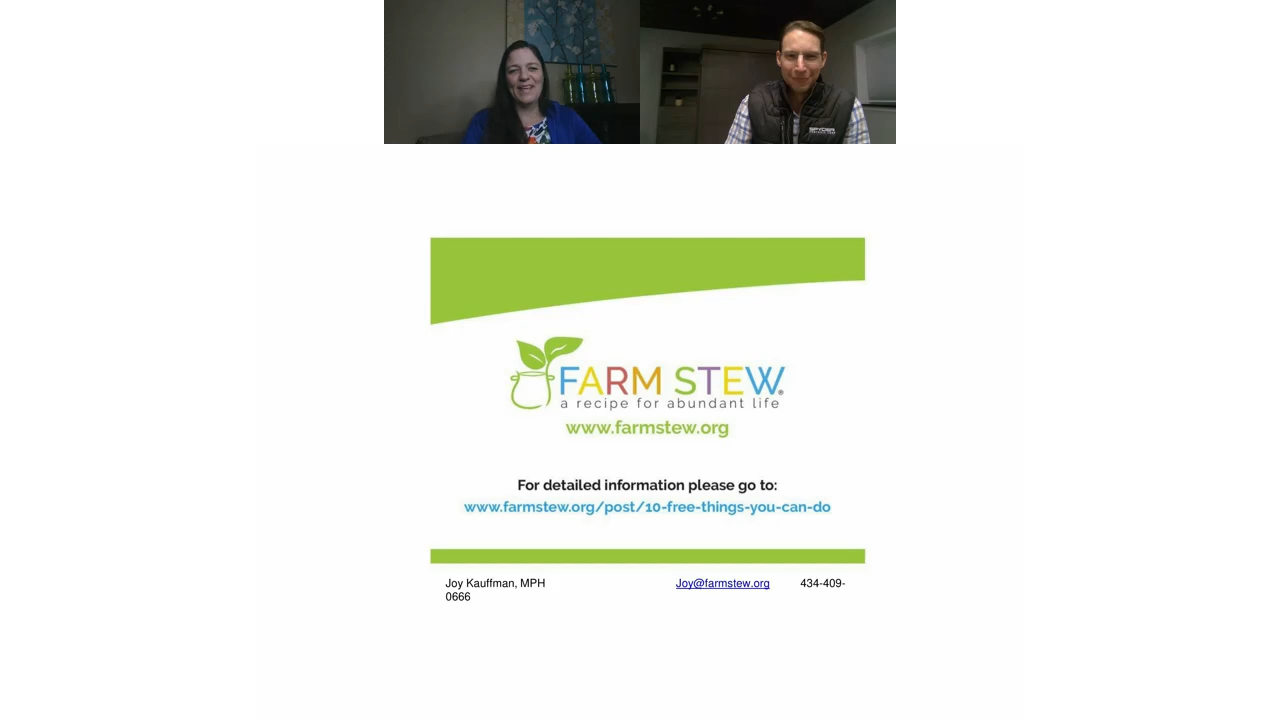 SPYDER
FARM STEW®
a recipe for abundant life
www.farmstew.org
For detailed information please go to:
www.farmstew.org/post/10-free-things-you-can-do
Joy Kauffman, MPH Joy@farmstew.org 434-409-
0666